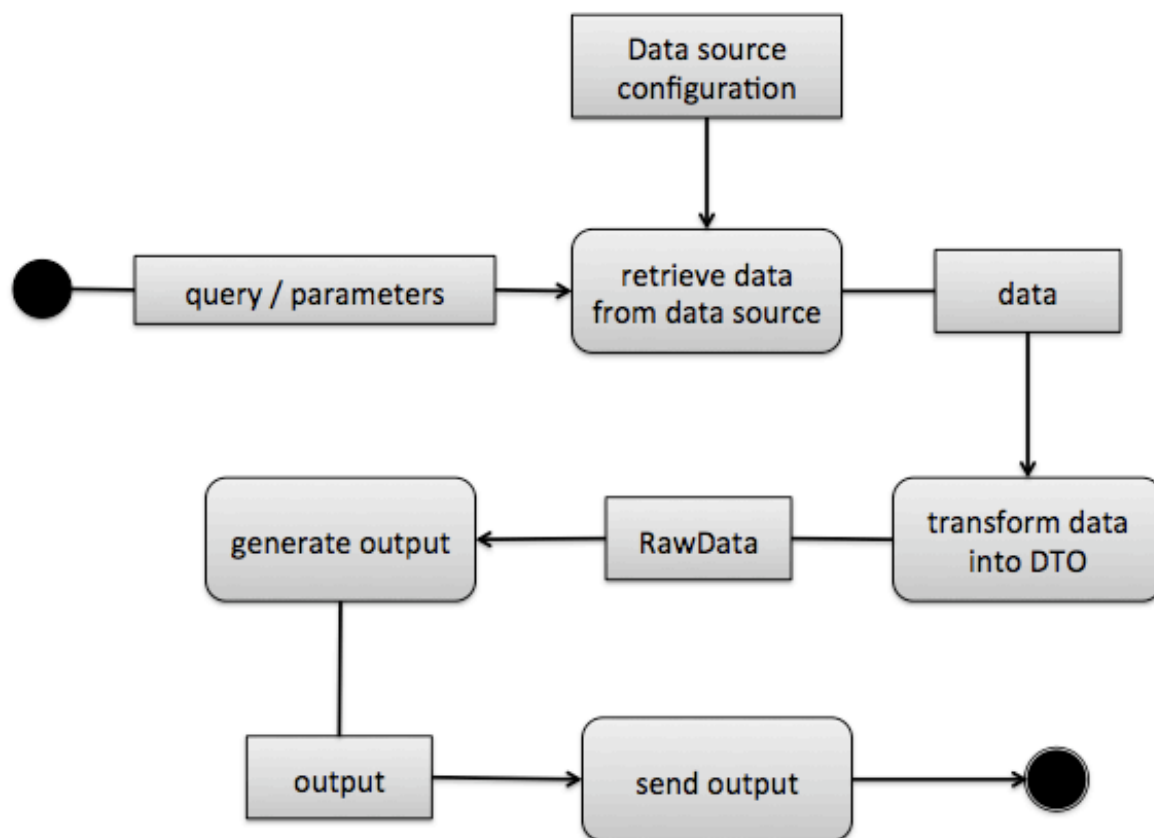 Data source
configuration
query / parameters
retrieve data
from data source
data
transform data
into DTO
RawData
generate output
output
send output